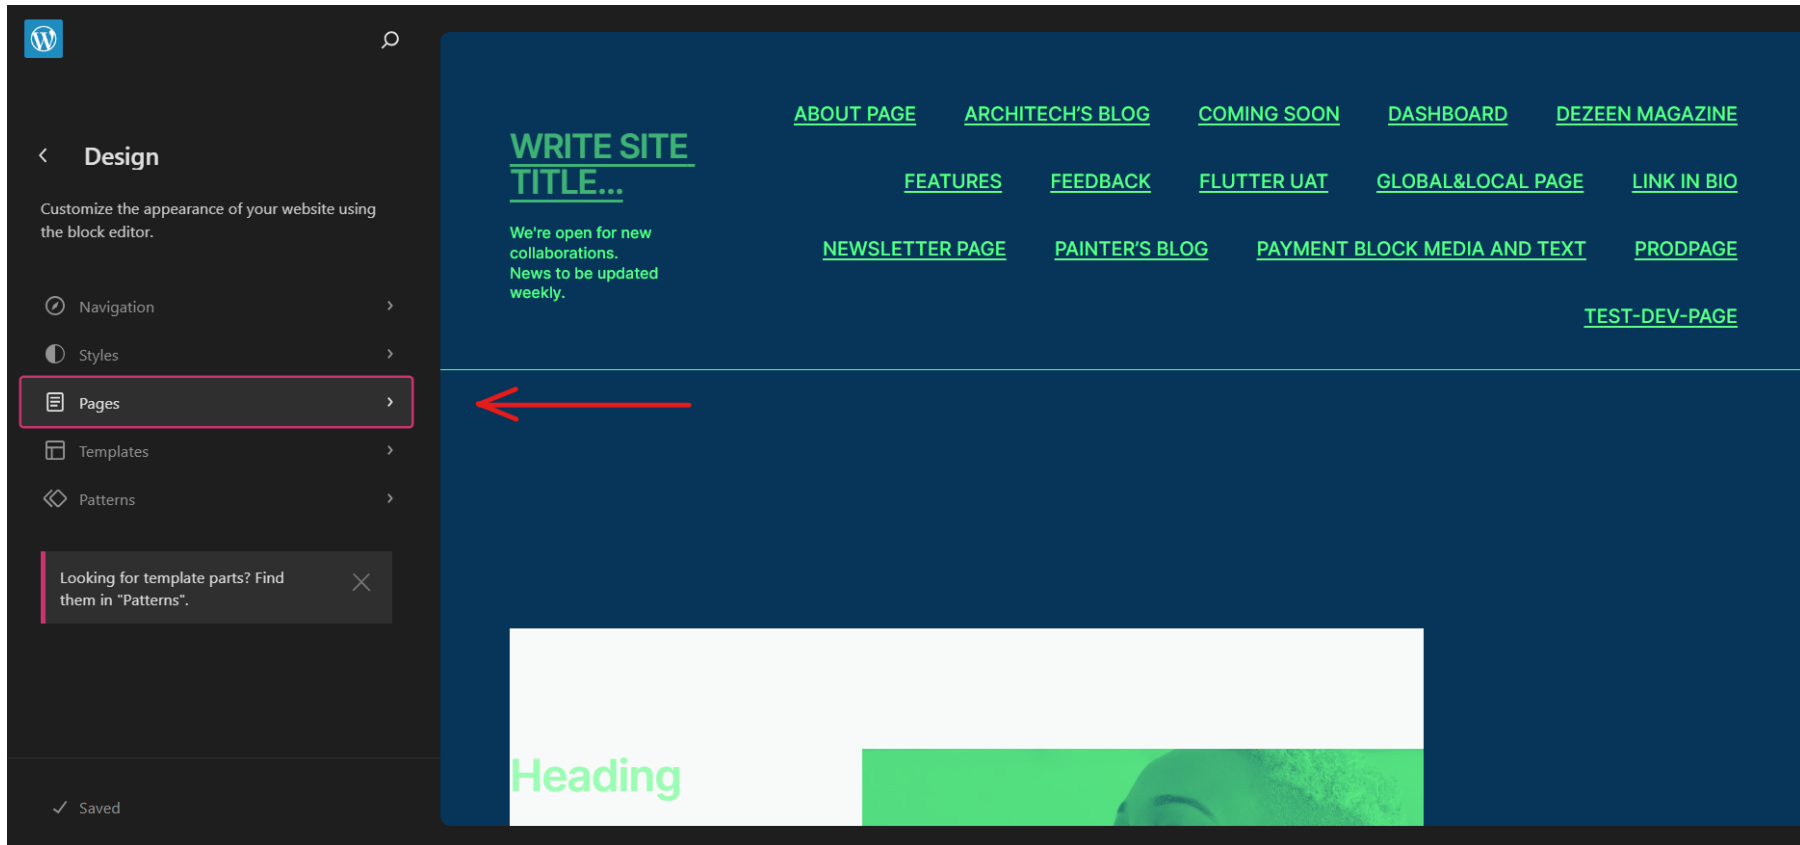 Design
Customize the appearance of your website using
the block editor.
Navigation
Styles
Pages
Templates
Patterns
Looking for template parts? Find
them in "Patterns".
Saved
WRITE SITE
TITLE...
We're open for new
collaborations.
News to be updated
weekly.
ABOUT PAGE ARCHITECH’S BLOG COMING SOON DASHBOARD DEZEEN MAGAZINE
FEATURES FEEDBACK FLUTTER UAT GLOBAL&LOCAL PAGE LINK IN BIO
NEWSLETTER PAGE PAINTER’S BLOG PAYMENT BLOCK MEDIA AND TEXT PRODPAGE
TEST-DEV-PAGE
Heading